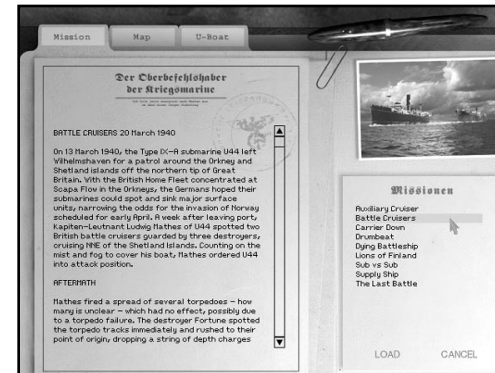 Mission Map U-Boat
Der Oberbefehlshaber
der Kriegsmarine
BATTLE CRUISERS 20 March 1940
On 13 March 1940, the Type IX-A submarine U44 left
Wilhelmshaven for a patrol around the Orkney and
Shetland islands off the northern tip of Great
Britain. With the British Home Fleet concentrated at
Scapa Flow in the Orkneys, the Germans hoped their
submarines could spot and sink major surface
units, narrowing the odds for the invasion of Norway
scheduled for early April. A week after leaving port,
Kapiten-Leutnant Ludwig Mathes of U44 spotted two
British battle cruisers guarded by three destroyers,
cruising NNE of the Shetland Islands. Counting on the
mist and fog to cover his boat, Mathes ordered U44
into attack position.
AFTERMATH
Mathes fired a spread of several torpedoes - how
many is unclear - which had no effect, possibly due
to a torpedo failure. The destroyer Fortune spotted
the torpedo tracks immediately and rushed to their
point of origin, dropping a string of depth charges
Missionen
Auxiliary Cruiser
Battle Cruisers
Carrier Down
Drumbeat
Dying Battleship
Lions of Finland
Sub vs Sub
Supply Ship
The Last Battle
LOAD CANCEL